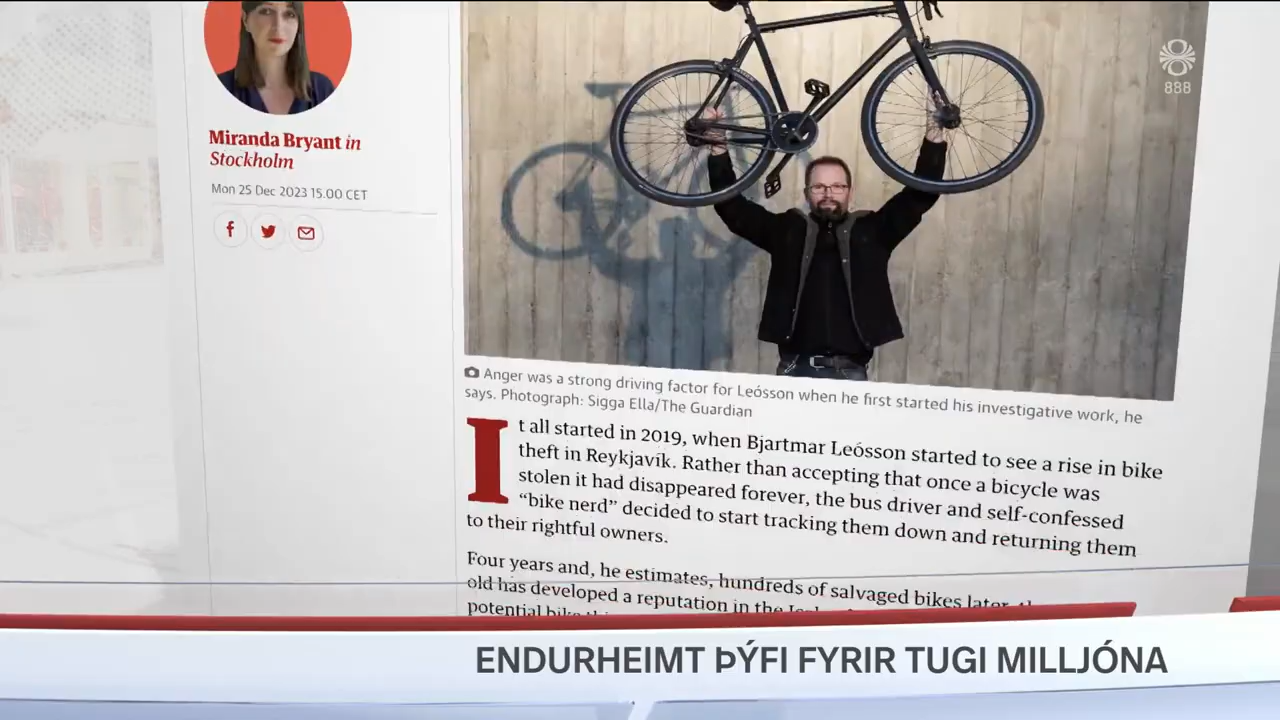 888
Miranda Bryant in
Stockholm
Mon 25 Dec 2023 15.00 CET
Anger was a strong driving factor for Leósson when he first started his investigative work, he
says. Photograph: Sigga Ella/The Guardian
It all started in 2019, when Bjartmar Leósson started to see a rise in bike
theft in Reykjavík. Rather than accepting that once a bicycle was
stolen it had disappeared forever, the bus driver and self-confessed
“bike nerd” decided to start tracking them down and returning them
to their rightful owners.
Four years and, he estimates, hundreds of salvaged bikes later,
old has developed a reputation in the
potential bike
ENDURHEIMT ÞÝFI FYRIR TUGI MILLJÓNA